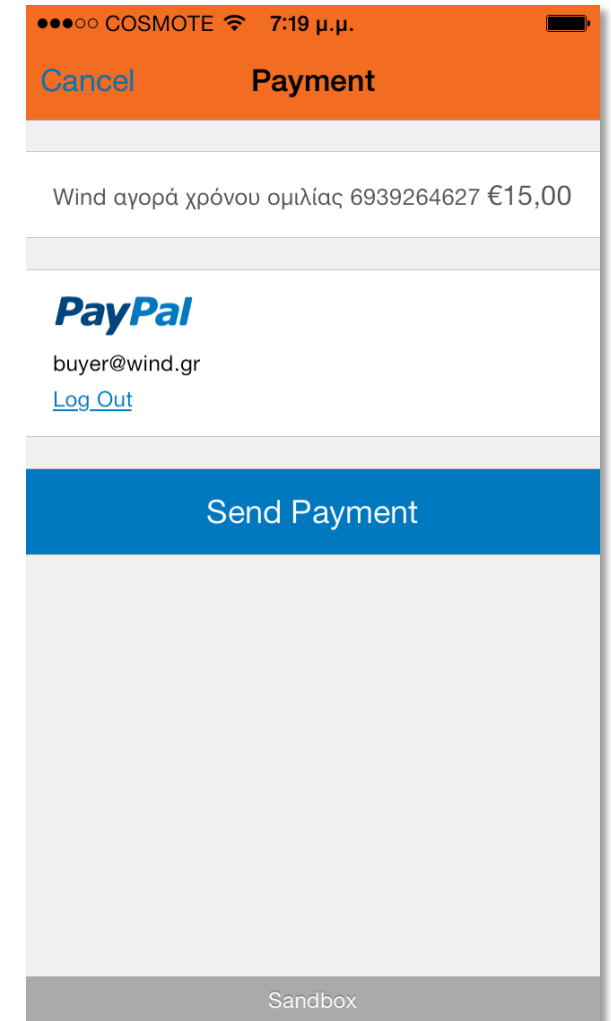 COSMOTE 7:19 μ.μ.
Cancel Payment
Wind αγορά χρόνου ομιλίας 6939264627 €15,00
PayPal
buyer@wind.gr
Log Out
Send Payment
Sandbox